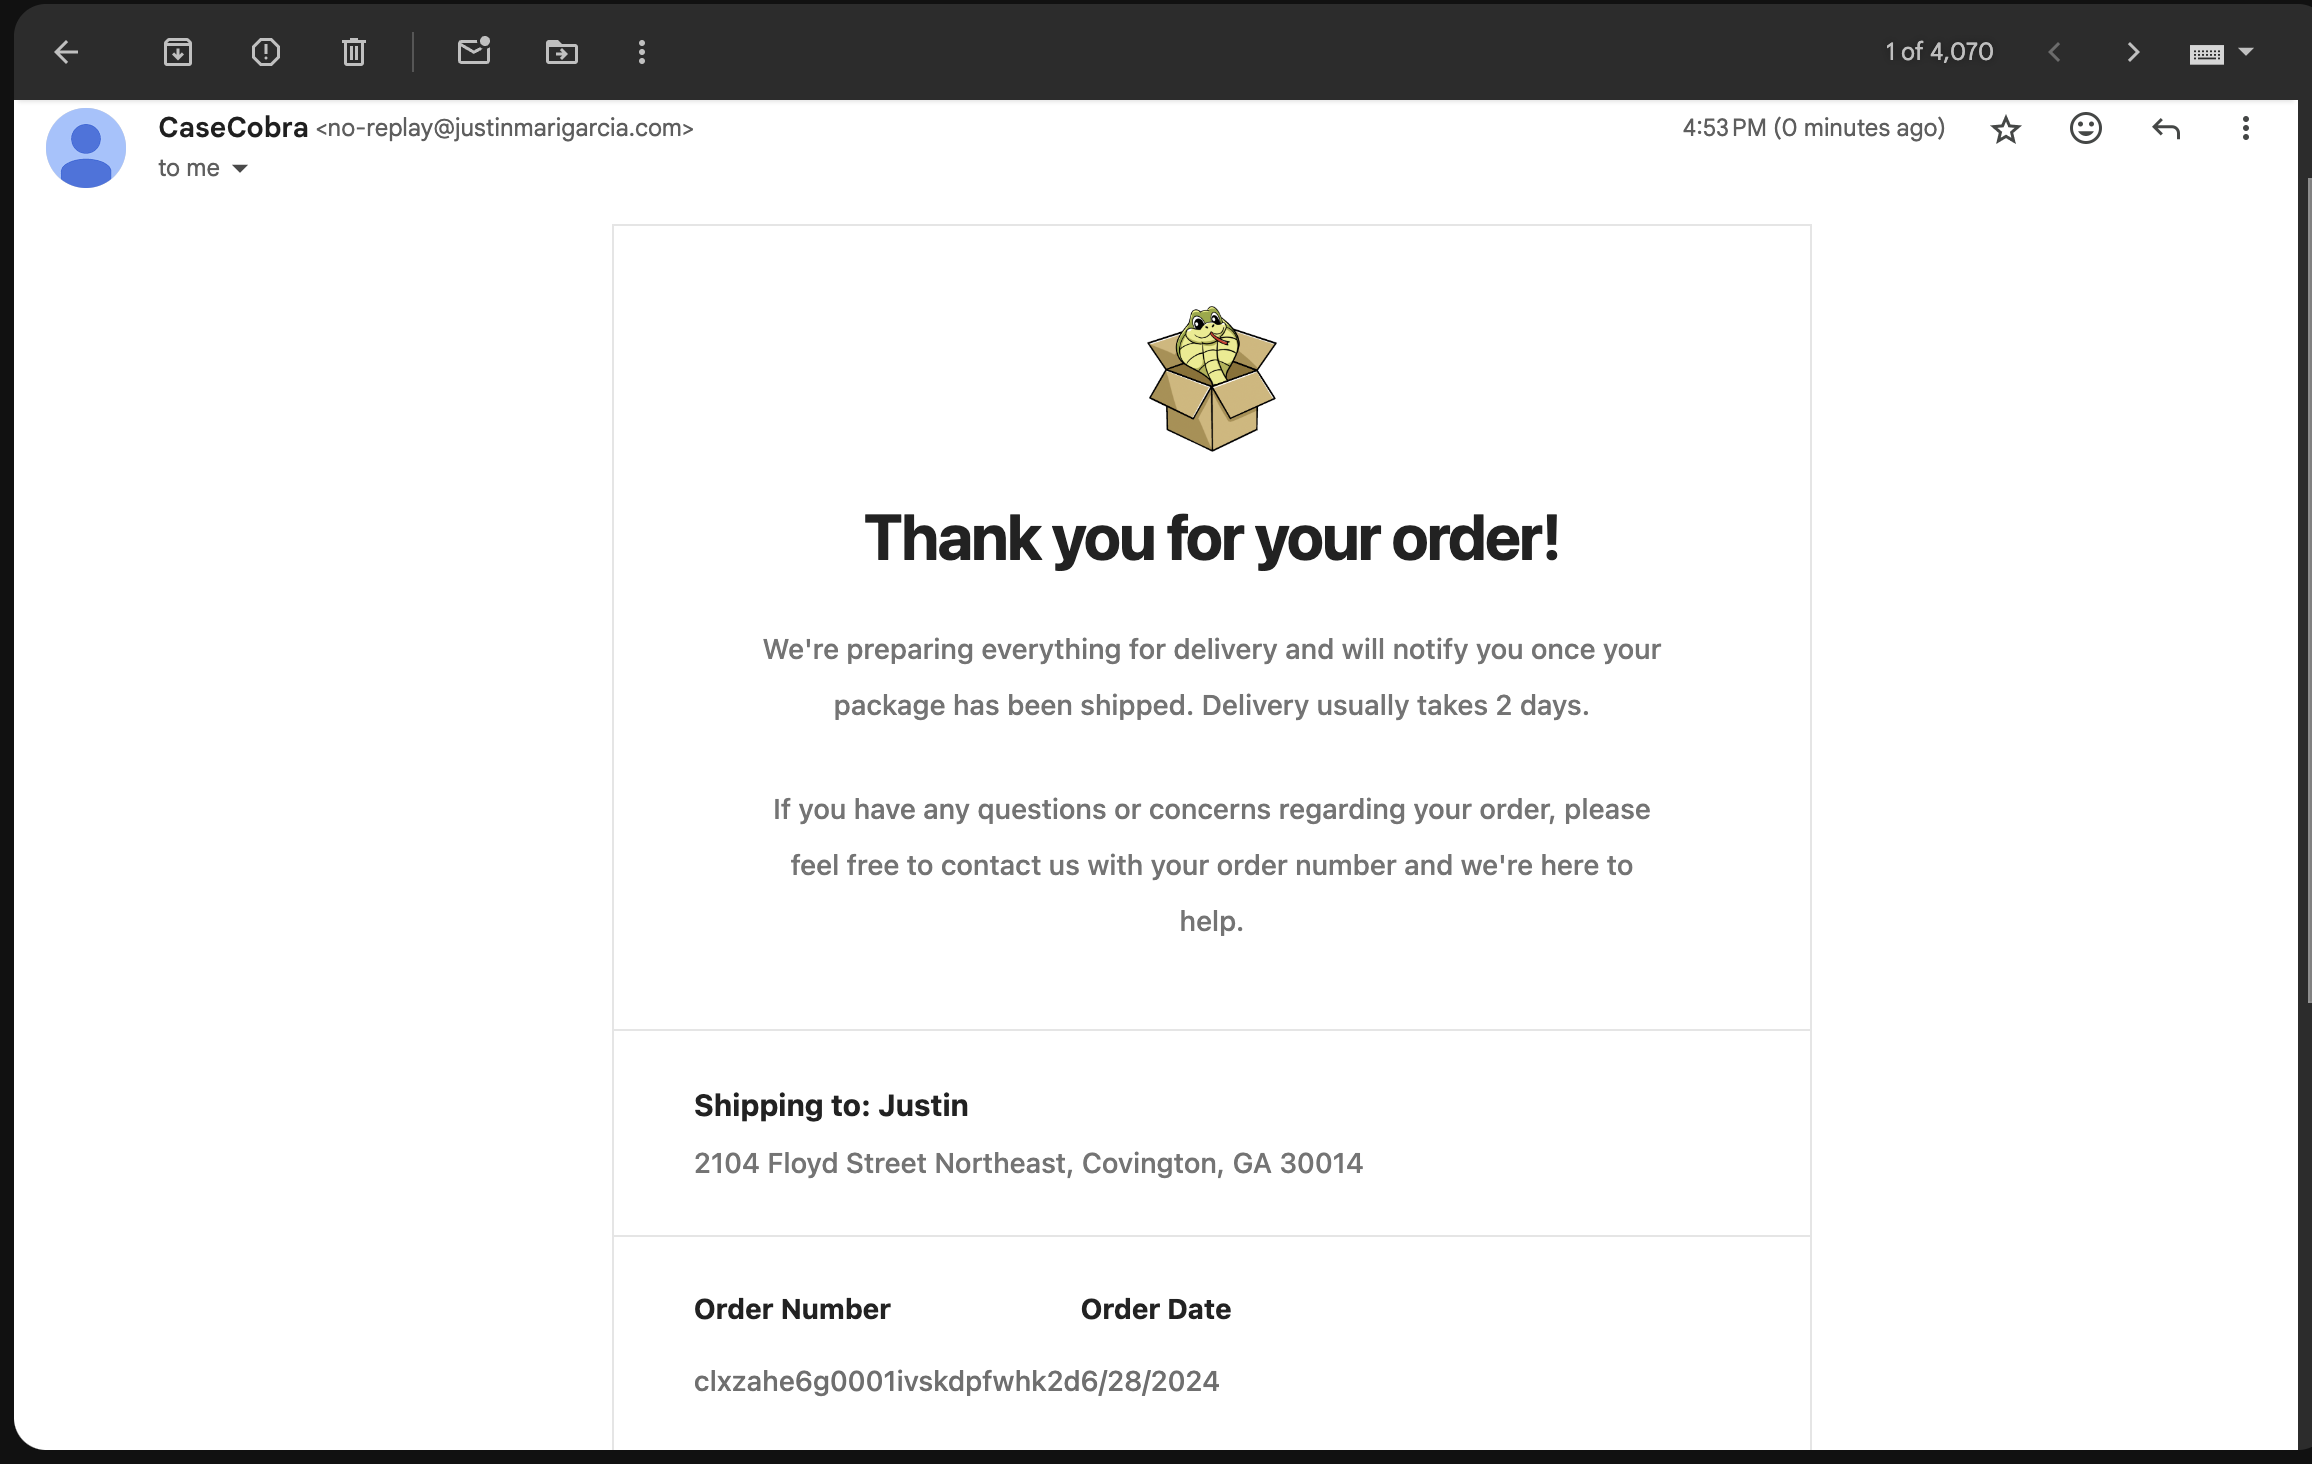 1 of 4,070
CaseCobra <no-replay@justinmarigarcia.com>
4:53 PM (0 minutes ago)
to me
Thank you for your order!
We're preparing everything for delivery and will notify you once your
package has been shipped. Delivery usually takes 2 days.
If you have any questions or concerns regarding your order, please
feel free to contact us with your order number and we're here to
help.
Shipping to: Justin
2104 Floyd Street Northeast, Covington, GA 30014
Order Number
Order Date
clxzahe6g0001ivskdpfwhk2d6/28/2024